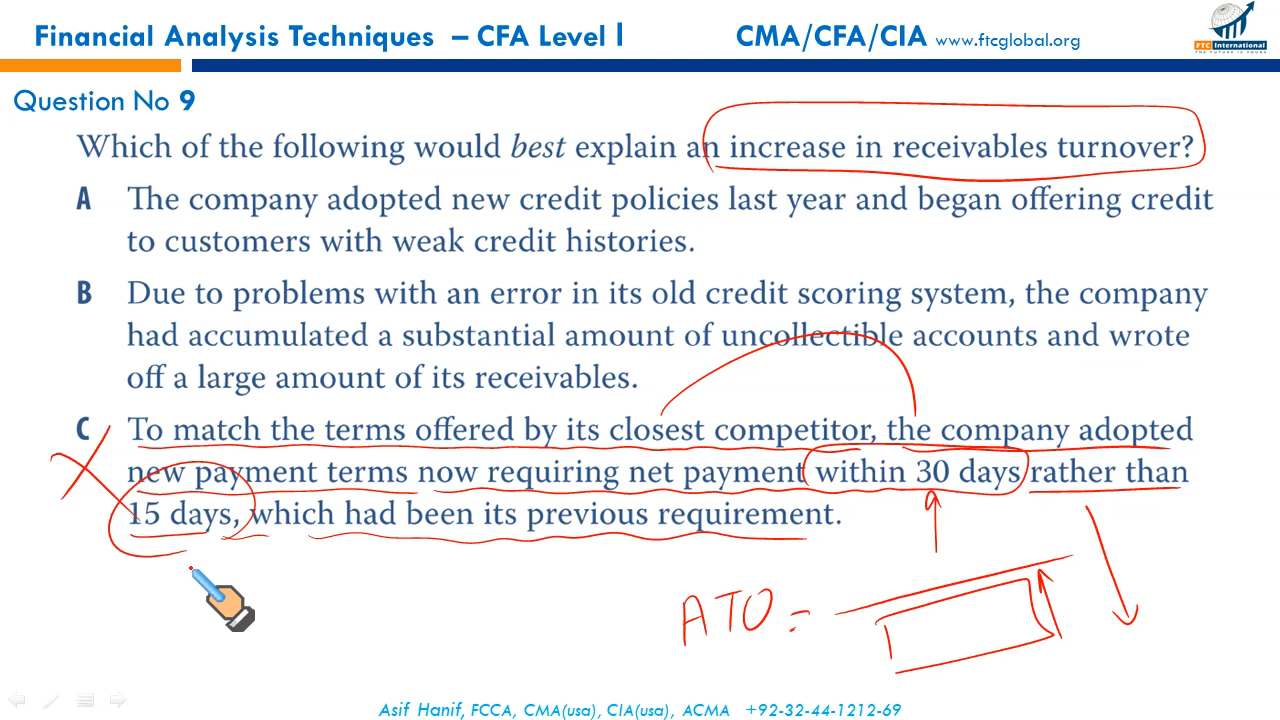 Financial Analysis Techniques – CFA Level I CMA/CFA/CIA www.ftcglobal.org
FTC International
THE FUTURE IS YOURS
Question No 9
Which of the following would best explain an increase in receivables turnover?
A The company adopted new credit policies last year and began offering credit
to customers with weak credit histories.
B Due to problems with an error in its old credit scoring system, the company
had accumulated a substantial amount of uncollectible accounts and wrote
off a large amount of its receivables.
C To match the terms offered by its closest competitor, the company adopted
new payment terms now requiring net payment within 30 days rather than
15 days, which had been its previous requirement.
ATO =
Asif Hanif, FCCA, CMA(usa), CIA(usa), ACMA +92-32-44-1212-69